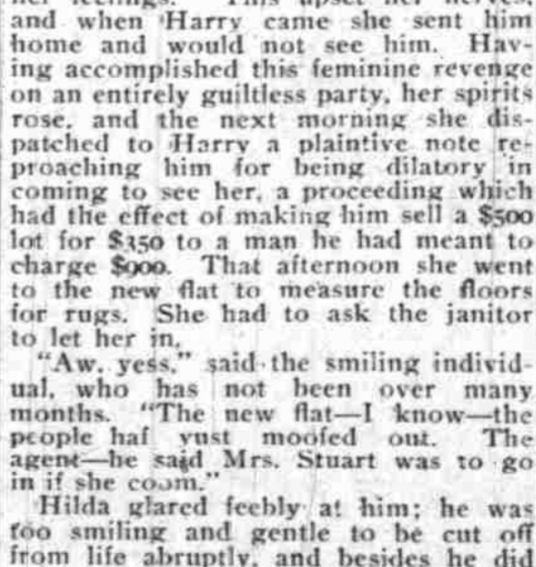 her feelings. This upset her nerves,
and when Harry came she sent him
home and would not see him. Hav-
ing accomplished this feminine revenge
on an entirely guiltless party, her spirits
rose, and the next morning she dis-
patched to Harry a plaintive note re-
proaching him for being dilatory in
coming to see her, a proceeding which
had the effect of making him sell a $500
lot for $350 to a man he had meant to
charge $900. That afternoon she went
to the new flat to measure the floors
for rugs. She had to ask the janitor
to let her in.
"Aw, yess," said the smiling individ-
ual, who has not been over many
months. "The new flat—I know—the
people haf yust moofed out. The
agent—he said Mrs. Stuart was to go
in if she coom."
Hilda glared feebly at him; he was
too smiling and gentle to be cut off
from life abruptly, and besides he did